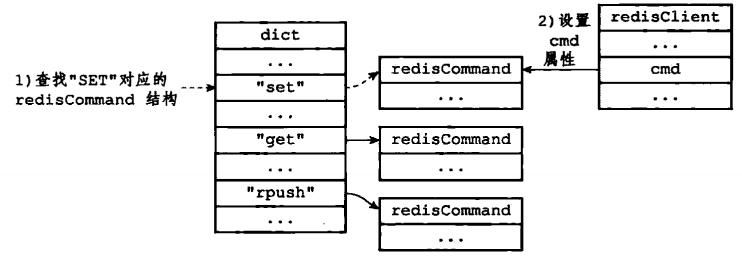 1)查找"SET"对应的
redisCommand 结构
dict
...
"set"
...
"get"
...
"rpush"
...
redisCommand
...
redisCommand
...
redisCommand
...
2)设置
cmd
属性
redisClient
...
cmd
...